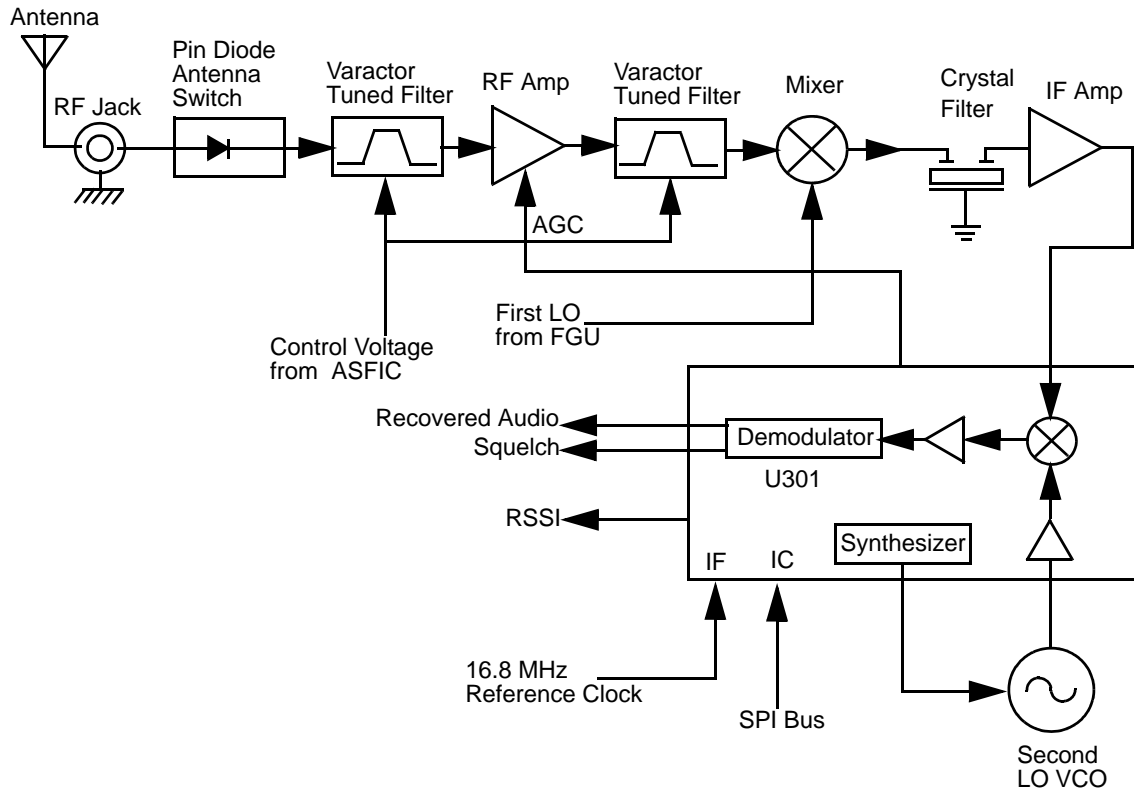 Antenna
RF Jack
Pin Diode
Antenna
Switch
Varactor
Tuned Filter
RF Amp
Varactor
Tuned Filter
Mixer
Crystal
Filter
IF Amp
AGC
First LO
from FGU
Control Voltage
from ASFIC
Recovered Audio
Squelch
Demodulator
U301
RSSI
Synthesizer
IF IC
16.8 MHz
Reference Clock
SPI Bus
Second
LO VCO